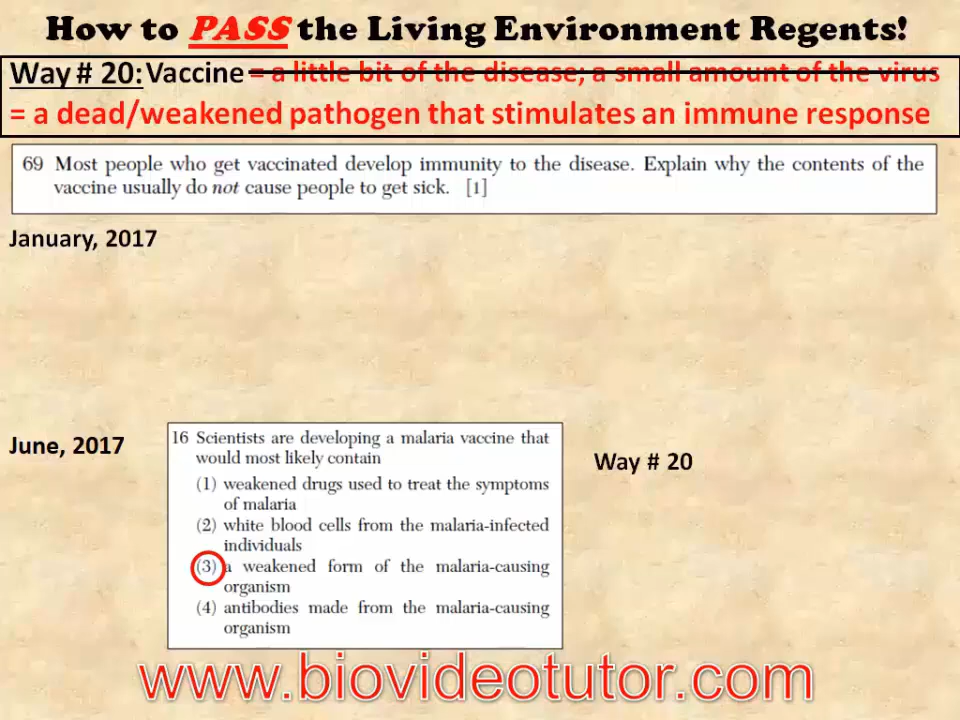 How to PASS the Living Environment Regents!
Way # 20: Vaccine = a little bit of the disease; a small amount of the virus
= a dead/weakened pathogen that stimulates an immune response
69 Most people who get vaccinated develop immunity to the disease. Explain why the contents of the
vaccine usually do not cause people to get sick. [1]
January, 2017
June, 2017
16 Scientists are developing a malaria vaccine that
would most likely contain
(1) weakened drugs used to treat the symptoms
of malaria
(2) white blood cells from the malaria-infected
individuals
(3) a weakened form of the malaria-causing
organism
(4) antibodies made from the malaria-causing
organism
Way # 20
www.biovideotutor.com